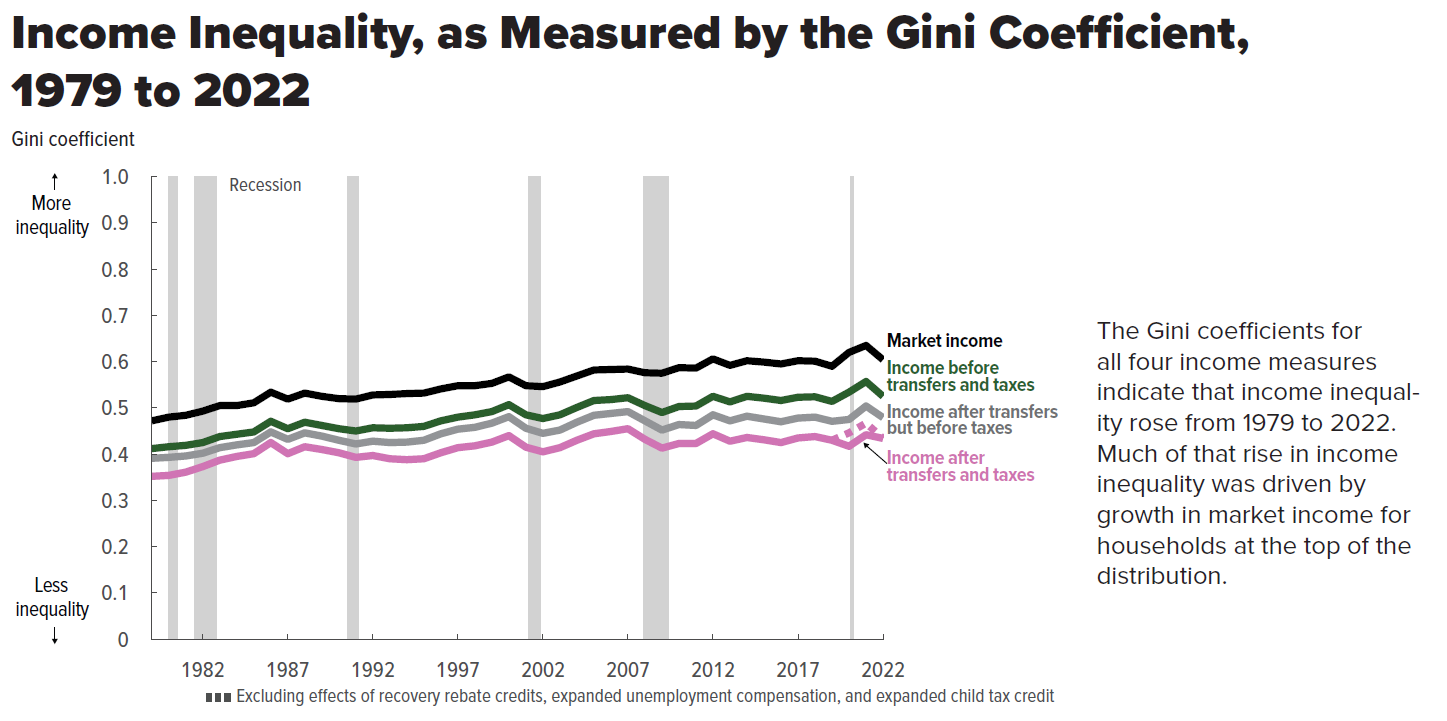 Income Inequality, as Measured by the Gini Coefficient,
1979 to 2022
Gini coefficient
More
inequality
Less
inequality
1.0
0.9
0.8
0.7
0.6
0.5
0.4
0.3
0.2
0.1
0
Recession
Market income
Income before
transfers and taxes
Income after transfers
but before taxes
Income after
transfers and taxes
1982 1987 1992 1997 2002 2007 2012 2017 2022
Excluding effects of recovery rebate credits, expanded unemployment compensation, and expanded child tax credit
The Gini coefficients for
all four income measures
indicate that income inequal-
ity rose from 1979 to 2022.
Much of that rise in income
inequality was driven by
growth in market income for
households at the top of the
distribution.